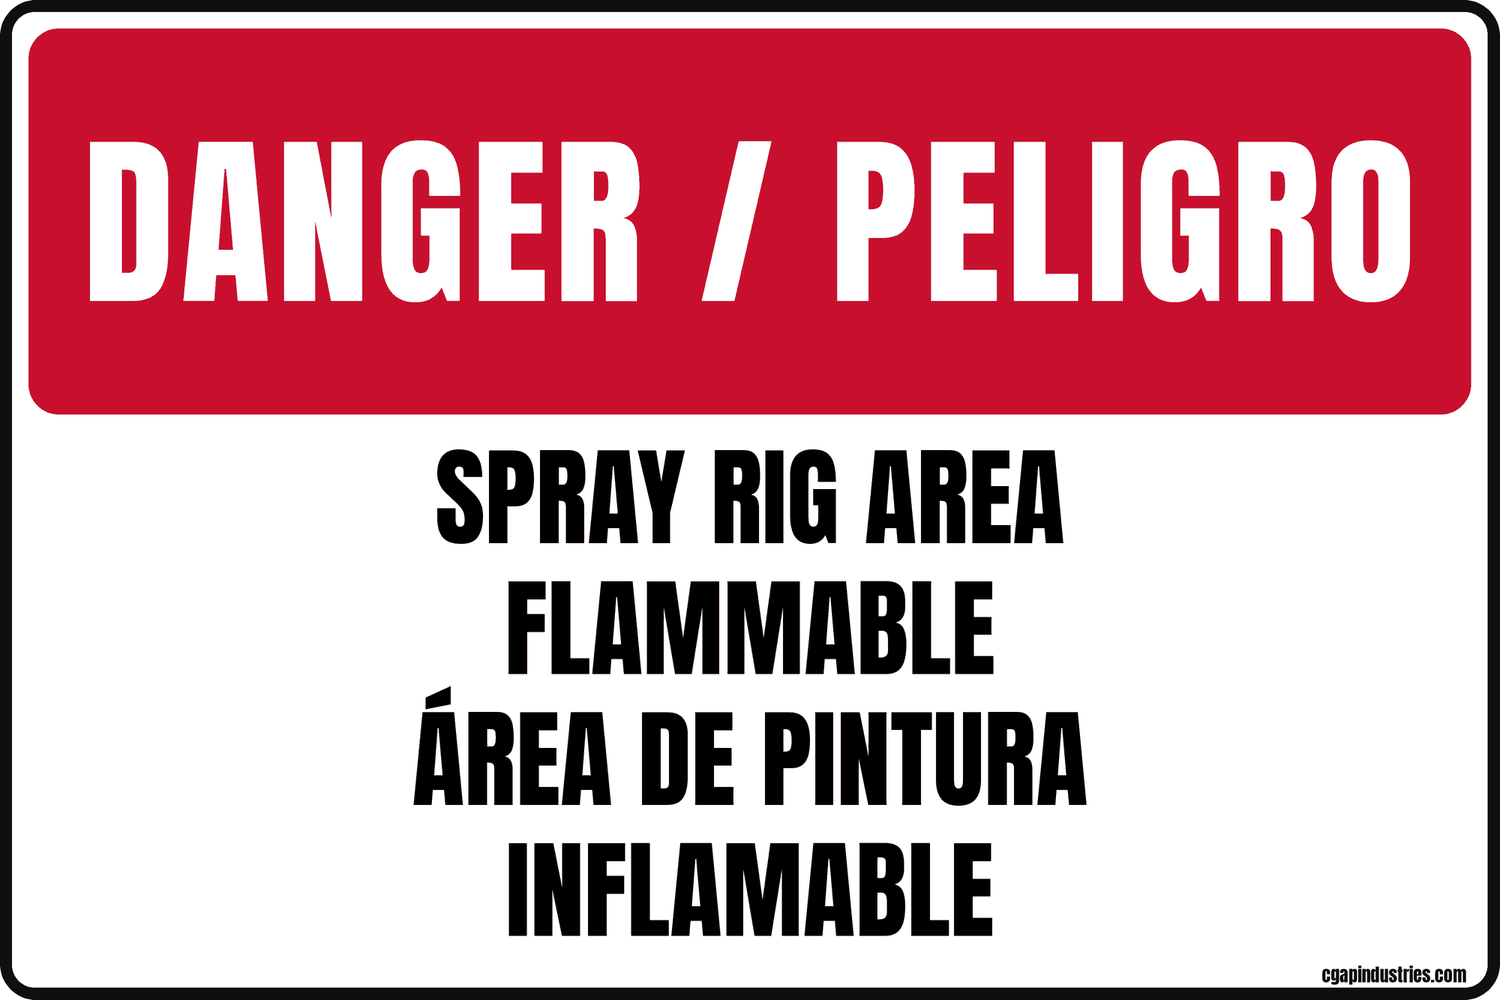 DANGER / PELIGRO
SPRAY RIG AREA
FLAMMABLE
ÁREA DE PINTURA
INFLAMABLE
cgapindustries.com